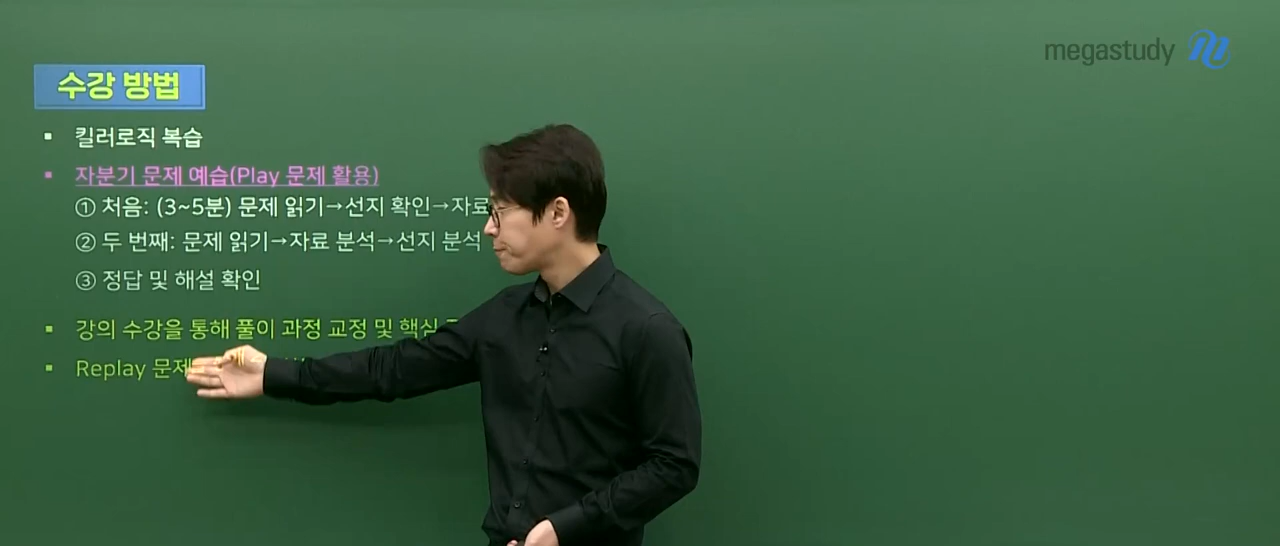 megastudy
수강 방법
▪ 킬러로직 복습
▪ 자분기 문제 예습(Play 문제 활용)
① 처음: (3~5분) 문제 읽기→선지 확인→자료
② 두 번째: 문제 읽기→자료 분석→선지 분석
③ 정답 및 해설 확인
▪ 강의 수강을 통해 풀이 과정 교정 및 핵심
▪ Replay 문제